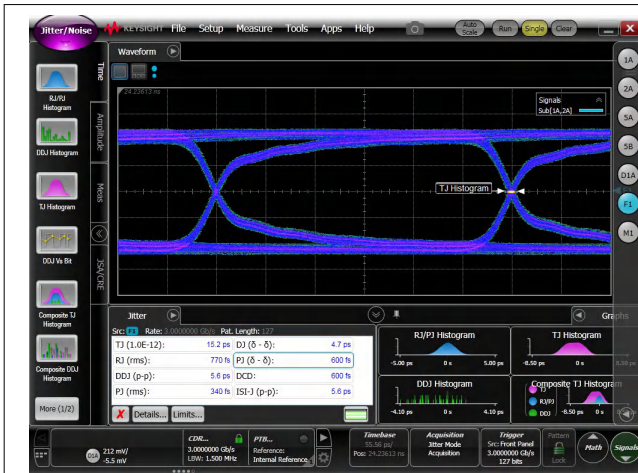 Jitter/Noise
KEYSIGHT File Setup Measure Tools Apps Help
Auto Scale
Run
Single
Clear
X
Waveform
RJ/PJ Histogram
DDJ Histogram
TJ Histogram
DDJ Vs Bit
Composite TJ Histogram
Composite DDJ Histogram
More (1/2)
Time
Amplitude
Meas
JSA/CRE
24.23613 ns
Signals
Sub[1A,2A]
TJ Histogram
1A
2A
5A
5B
D1A
F1
M1
Jitter
Graphs
Src: F1 Rate: 3.0000000 Gb/s Pat. Length: 127
TJ (1.0E-12): 15.2 ps DJ (δ - δ): 4.7 ps
RJ (rms): 770 fs PJ (δ - δ): 600 fs
DDJ (p-p): 5.6 ps DCD: 600 fs
PJ (rms): 340 fs ISI-J (p-p): 5.6 ps
Details... Limits...
RJ/PJ Histogram
-5.00 ps 0 s 5.00 ps
TJ Histogram
-8.50 ps 0 s 8.50 ps
DDJ Histogram
-4.10 ps 0 s 4.10 ps
Composite TJ Histogram
TJ
RJ/PJ
DDJ
-8.50 ps 0 s
D1A
212 mV/
-5.5 mV
CDR...
3.0000000 Gb/s
LBW: 1.500 MHz
PTB...
Reference:
Internal Reference
Timebase
55.56 ps/
Pos: 24.23613 ns
Acquisition
Jitter Mode
Acquisition
Trigger
Src: Front Panel
3.0000000 Gb/s
127 bits
Pattern
Lock
Math
Signals